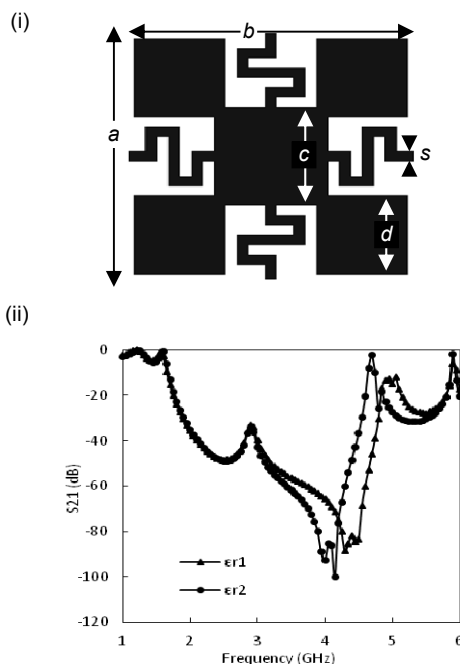 (i)
b
a
c
s
d
(ii)
0
-20
-40
-60
-80
-100
-120
S21 (dB)
εr1
εr2
1 2 3 4 5 6
Frequency (GHz)